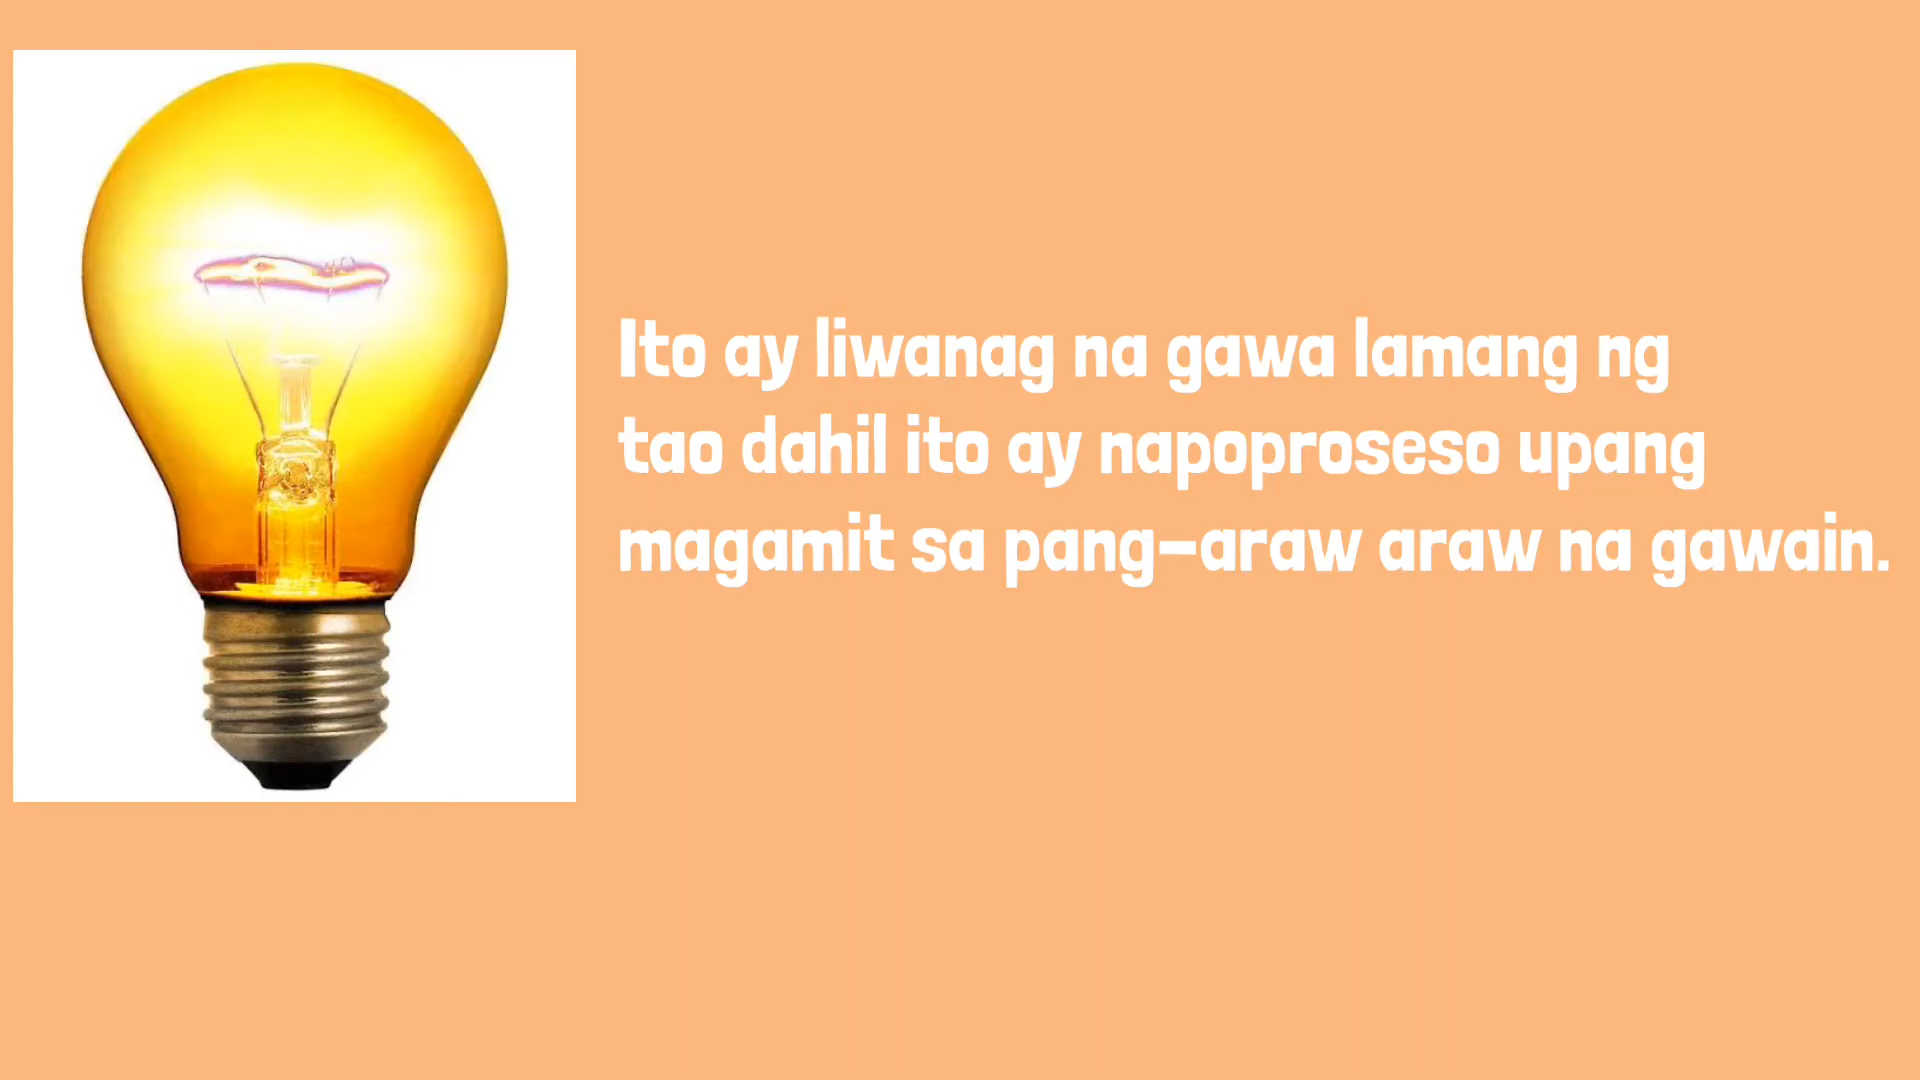 Ito ay liwanag na gawa lamang ng
tao dahil ito ay napoproseso upang
magamit sa pang-araw araw na gawain.